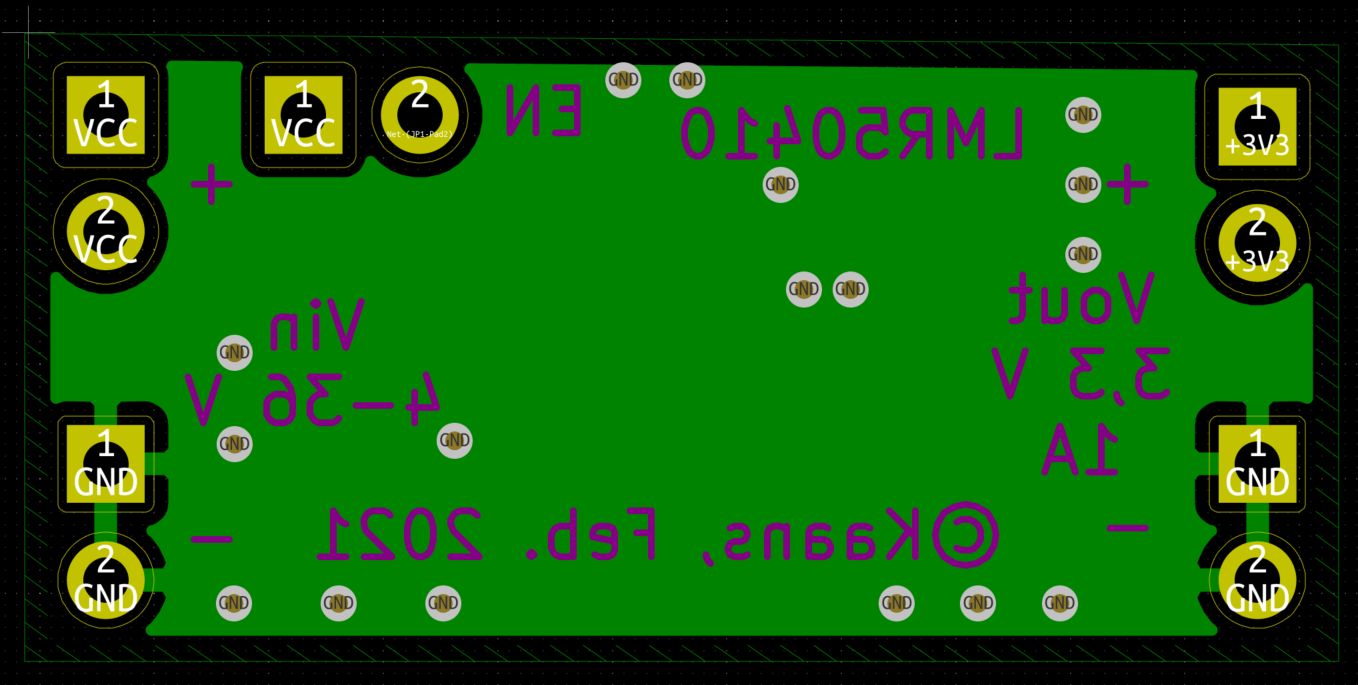 1 VCC
1 VCC
2 Net-(JP1-Pad2)
EN
GND
GND
LMR50410
GND
1 +3V3
2 VCC
+
GND
GND
+
2 +3V3
GND
GND
GND
Vin
GND
4-36 V
GND
GND
Vout
3,3 V
1A
1 GND
1 GND
2 GND
-
©Kaans, Feb. 2021
-
2 GND
GND
GND
GND
GND
GND
GND